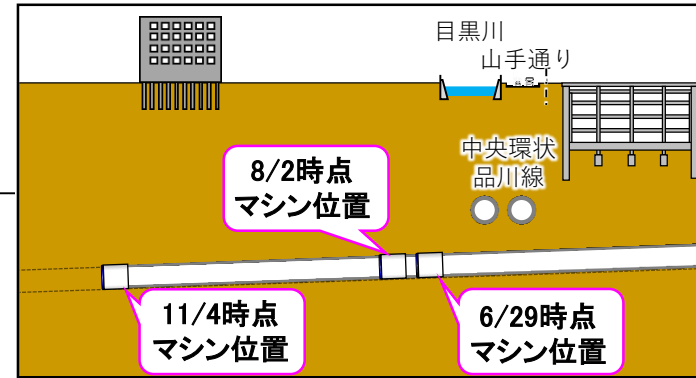 目黒川
山手通り
中央環状
品川線
8/2時点
マシン位置
11/4時点
マシン位置
6/29時点
マシン位置